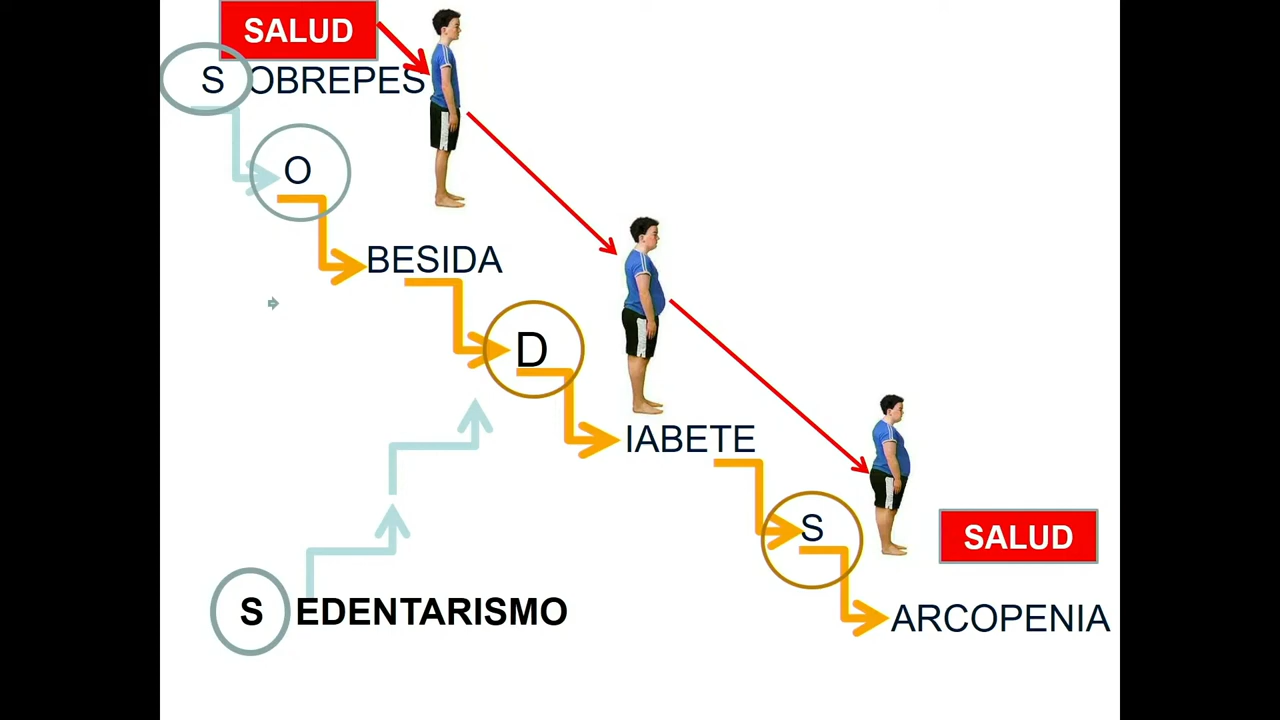 SALUD
S OBREPES
O
BESIDA
D
IABETE
S
SALUD
S EDENTARISMO
ARCOPENIA